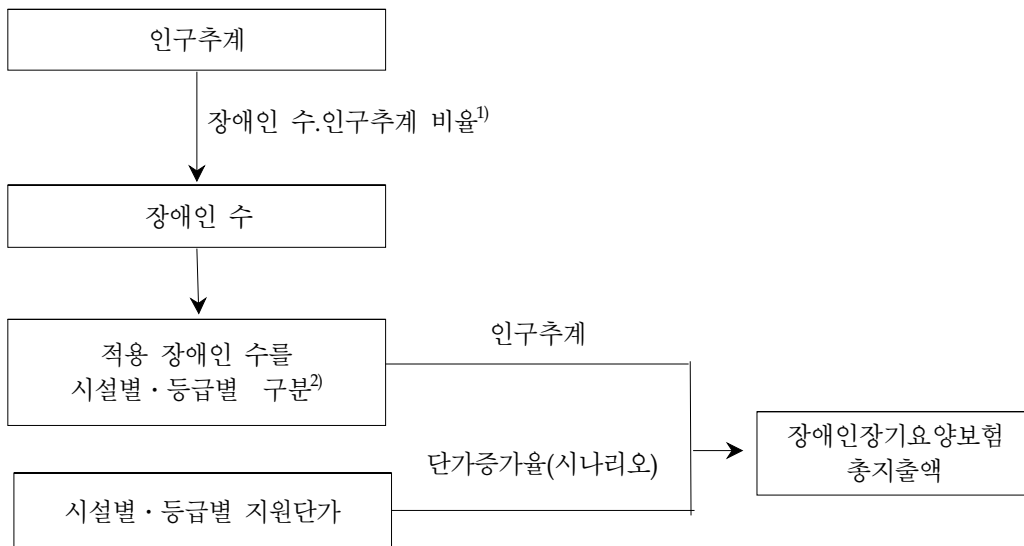 인구추계
장애인 수.인구추계 비율1)
장애인 수
적용 장애인 수를
시설별·등급별 구분2)
인구추계
단가증가율(시나리오)
시설별·등급별 지원단가
장애인장기요양보험
총지출액